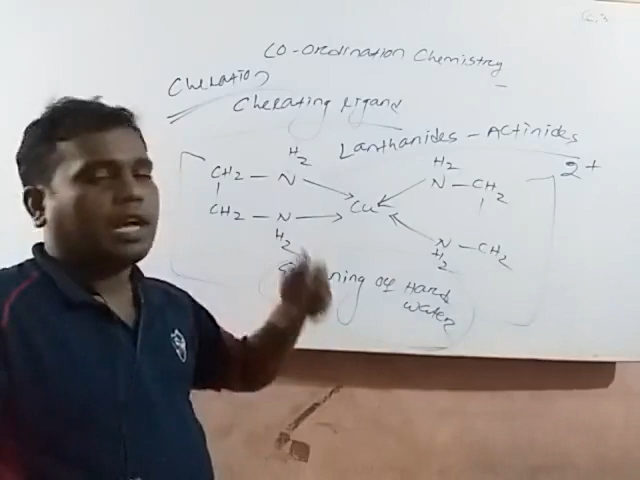 CO-ordination Chemistry
Chelation
Chelating Ligand
Lanthanides - Actinides
2+
H2 H2
CH2 - N N - CH2
Cu
CH2 - N N - CH2
H2 H2
of Hard
water